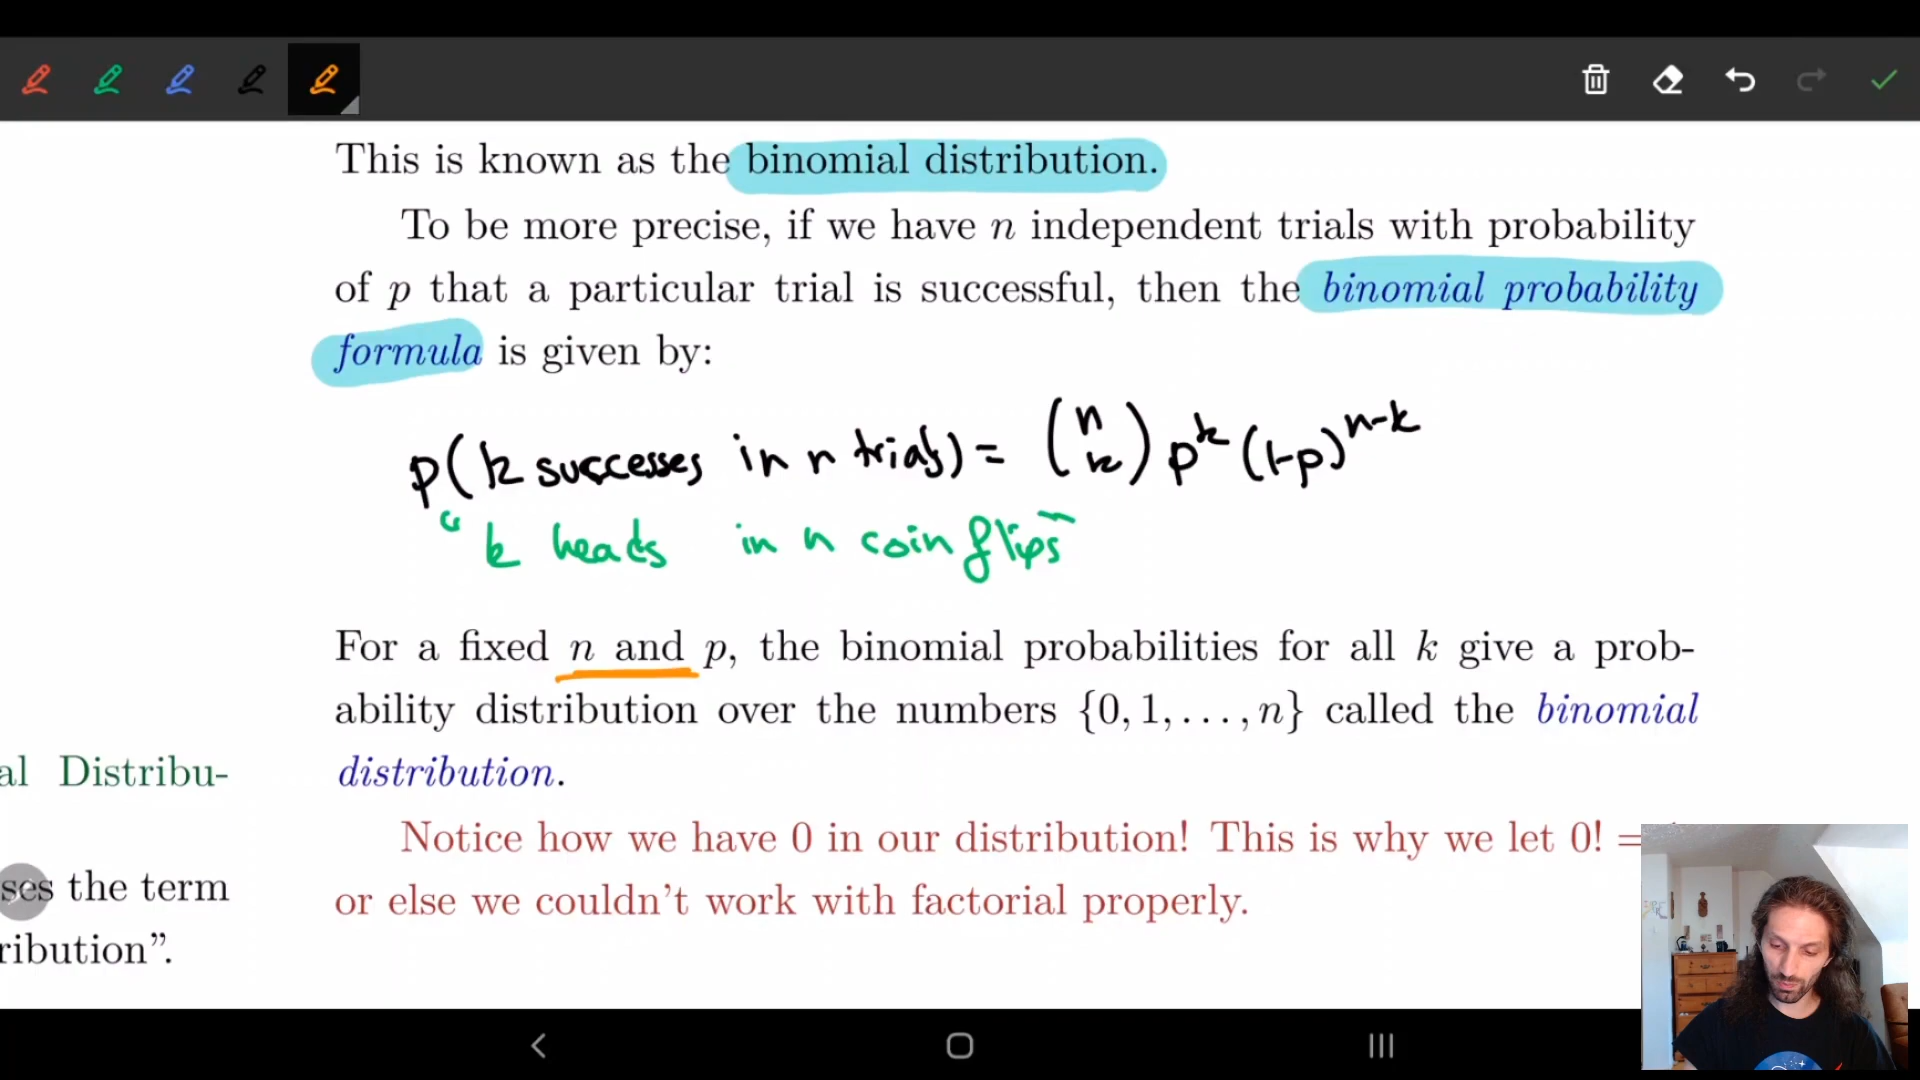 This is known as the binomial distribution.
To be more precise, if we have n independent trials with probability
of p that a particular trial is successful, then the binomial probability
formula is given by:
p(k successes in n trials) = (n k) p^k (1-p)^n-k
"k heads in n coin flips"
For a fixed n and p, the binomial probabilities for all k give a prob-
ability distribution over the numbers {0, 1, . . . , n} called the binomial
al Distribu-
distribution.
Notice how we have 0 in our distribution! This is why we let 0! =
ses the term
or else we couldn't work with factorial properly.
ribution”.